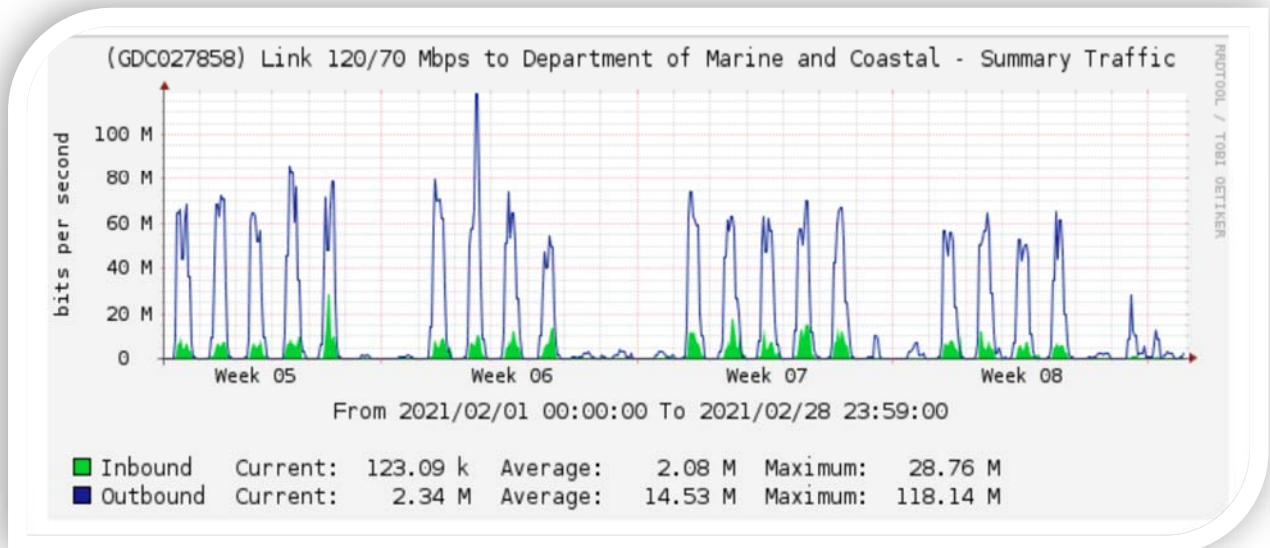 (GDC027858) Link 120/70 Mbps to Department of Marine and Coastal - Summary Traffic
RRDTOOL / TOBI OETIKER
bits per second
100 M
80 M
60 M
40 M
20 M
0
Week 05 Week 06 Week 07 Week 08
From 2021/02/01 00:00:00 To 2021/02/28 23:59:00
Inbound Current: 123.09 k Average: 2.08 M Maximum: 28.76 M
Outbound Current: 2.34 M Average: 14.53 M Maximum: 118.14 M